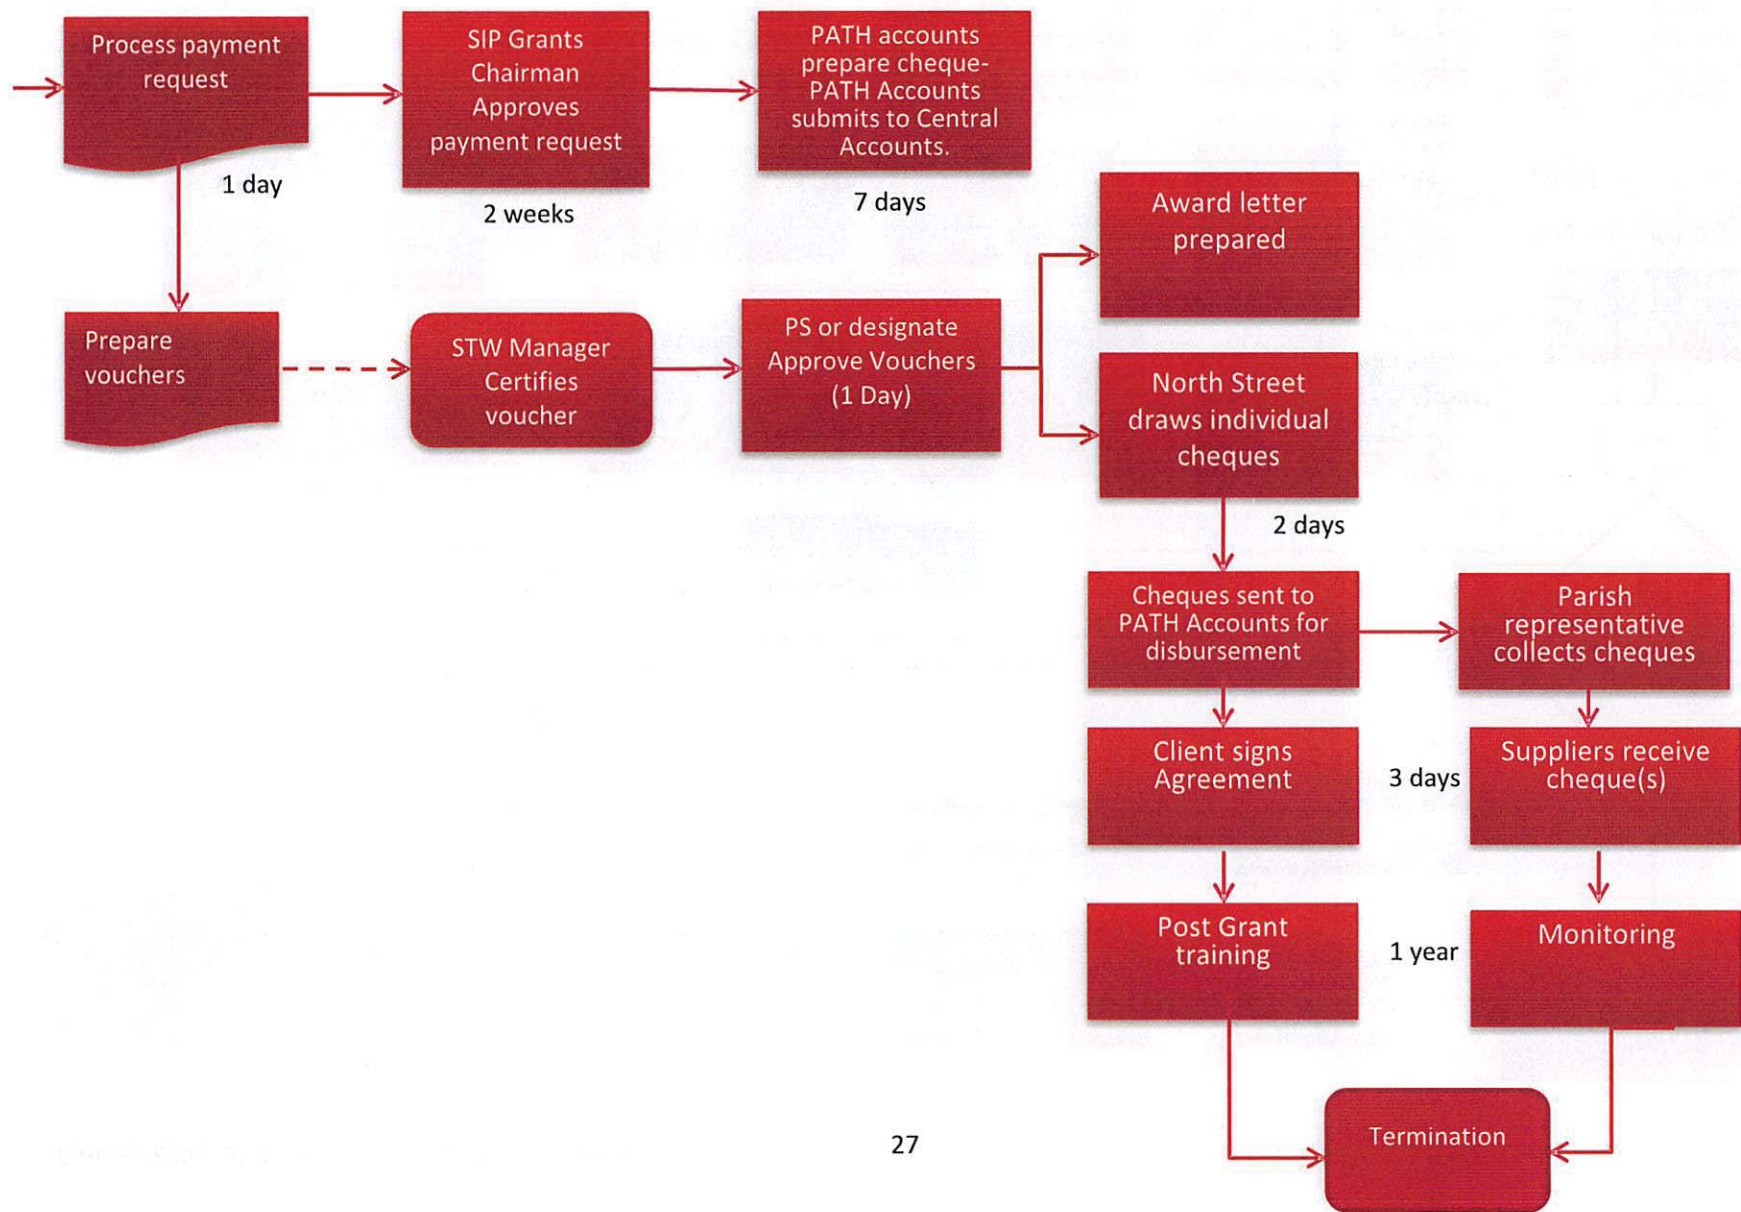 Process payment
request
SIP Grants
Chairman
Approves
payment request
PATH accounts
prepare cheque-
PATH Accounts
submits to Central
Accounts.
1 day
2 weeks
7 days
Award letter
prepared
Prepare
vouchers
STW Manager
Certifies
voucher
PS or designate
Approve Vouchers
(1 Day)
North Street
draws individual
cheques
2 days
Cheques sent to
PATH Accounts for
disbursement
Parish
representative
collects cheques
Client signs
Agreement
3 days
Suppliers receive
cheque(s)
Post Grant
training
1 year
Monitoring
Termination
27